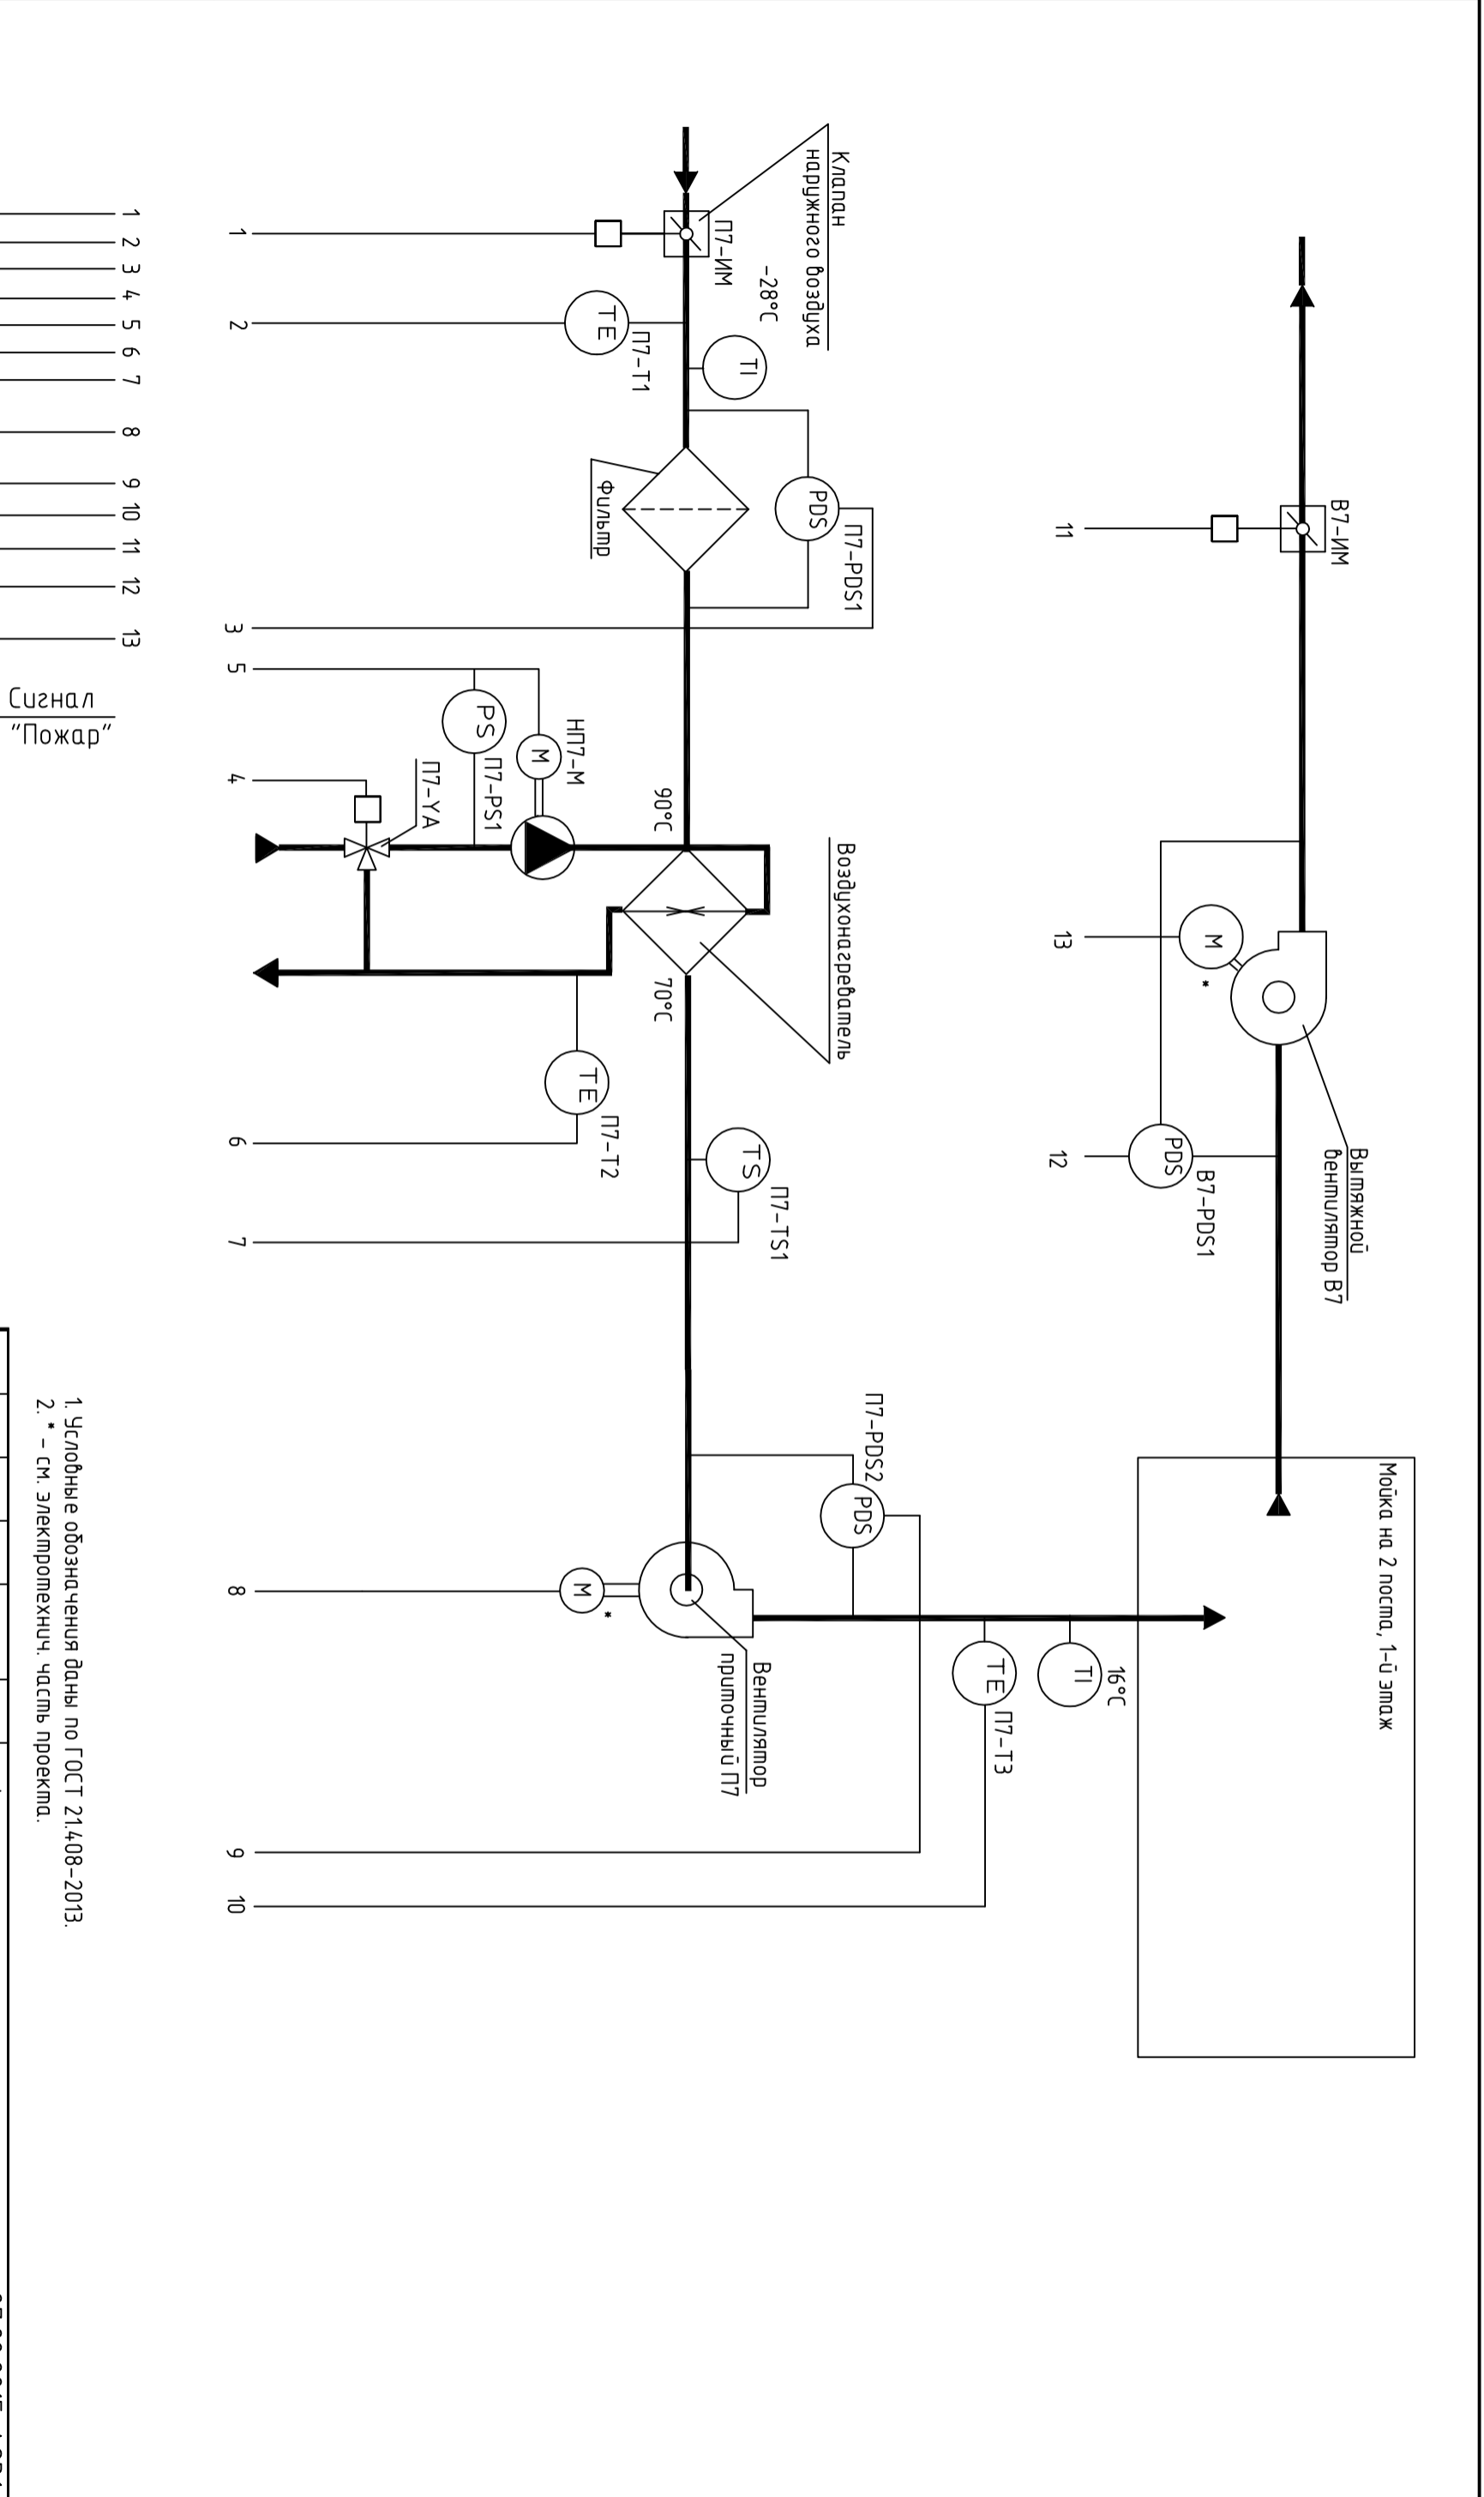 Мойка на 2 поста, 1-й этаж
Вытяжной
вентилятор В7
В7-ИМ
В7-PDS1
PDS
М
*
11
13
12
16°С
TI
TE
П7-Т3
П7-PDS2
PDS
Клапан
наружного воздуха
-28°С
П7-ИМ
TI
TE
П7-Т1
PDS
П7-PDS1
Фильтр
Воздухонагреватель
90°С
70°С
TS
П7-TS1
TE
П7-Т2
НП7-М
М
PS
П7-PS1
П7-YA
Вентилятор
приточный П7
М
*
1
2
3
5
4
6
7
8
9
10
1
2
3
4
5
6
7
8
9
10
11
12
13
Сигнал
"Пожар"
1. Условные обозначения даны по ГОСТ 21.408-2013.
2. * - см. электротехнич. часть проекта.